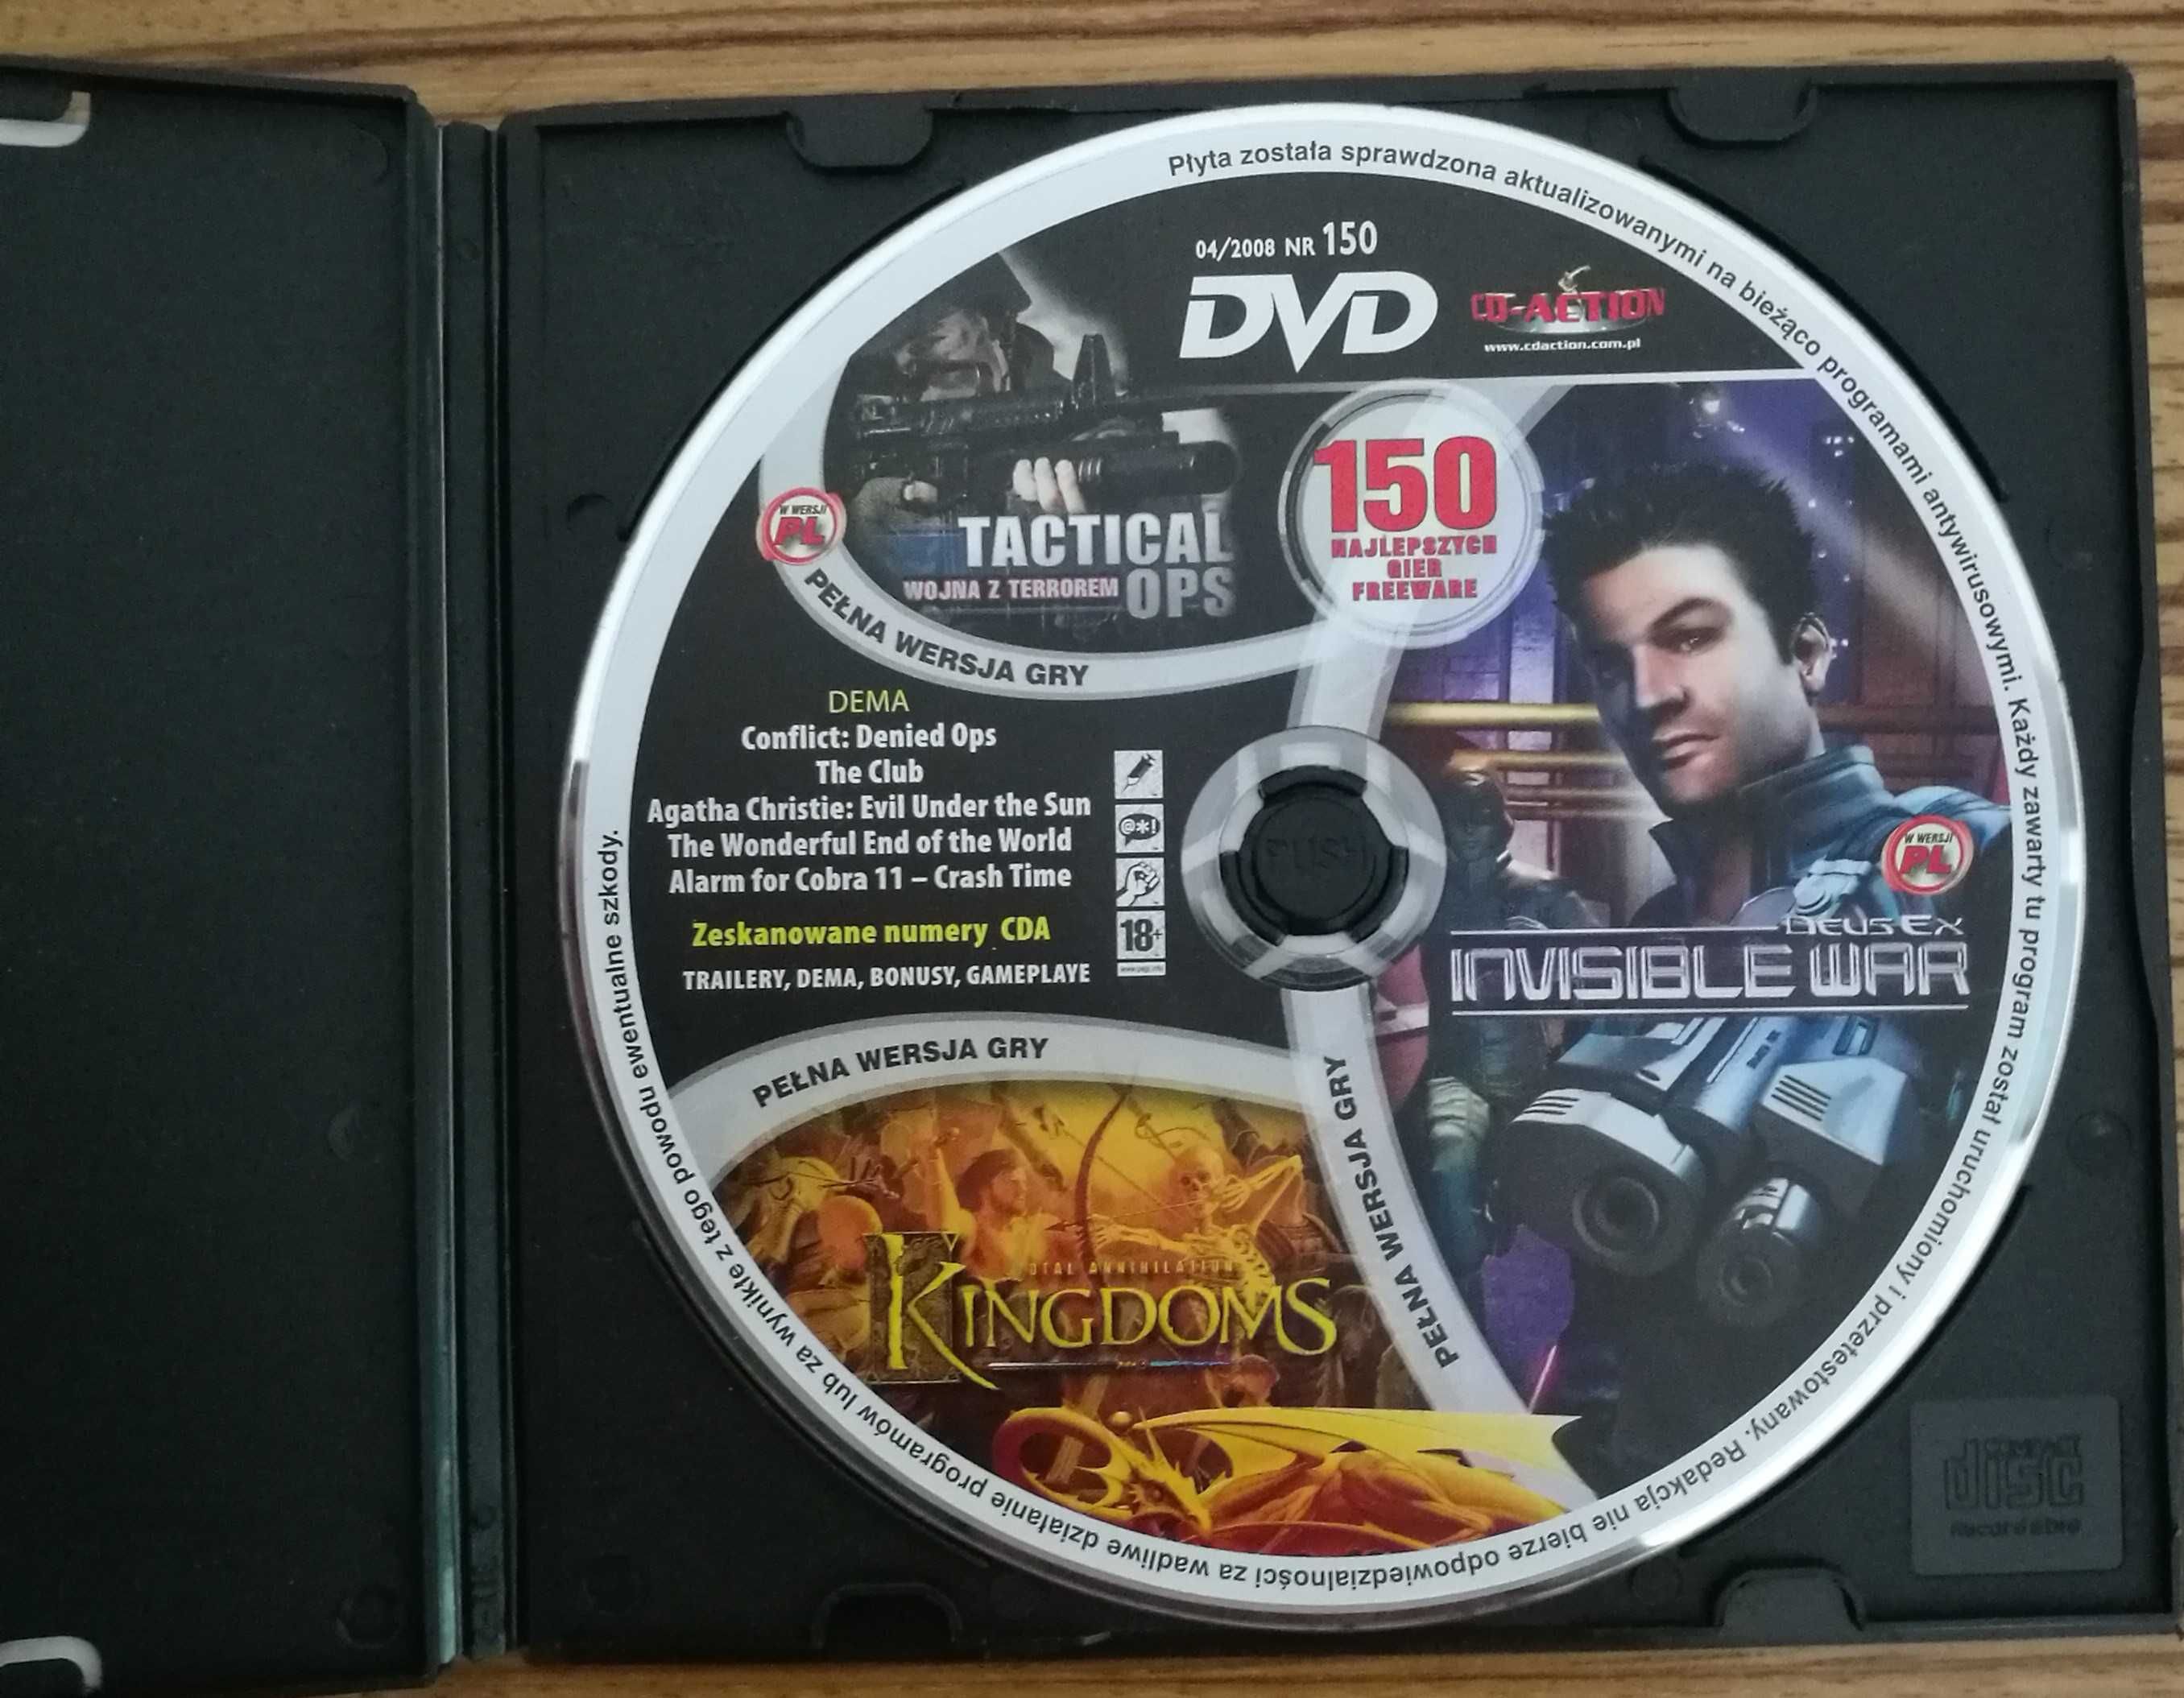 Płyta została sprawdzona aktualizowanymi na bieżąco programami antywirusowymi. Każdy zawarty tu program został uruchomiony i przetestowany. Redakcja nie bierze odpowiedzialności za wadliwe działanie programów lub za wynikłe z tego powodu ewentualne szkody.
04/2008 NR 150
DVD
CD-ACTION
www.cdaction.com.pl
150
NAJLEPSZYCH
GIER
FREEWARE
W WERSJI
PL
TACTICAL
WOJNA Z TERROREM OPS
PEŁNA WERSJA GRY
DEMA
Conflict: Denied Ops
The Club
Agatha Christie: Evil Under the Sun
The Wonderful End of the World
Alarm for Cobra 11 – Crash Time
Zeskanowane numery CDA
TRAILERY, DEMA, BONUSY, GAMEPLAYE
@*!
18+
PUSH
W WERSJI
PL
DEUS EX
INVISIBLE WAR
PEŁNA WERSJA GRY
PEŁNA WERSJA GRY
TOTAL ANNIHILATION
KINGDOMS
COMPACT
disc
Recordable